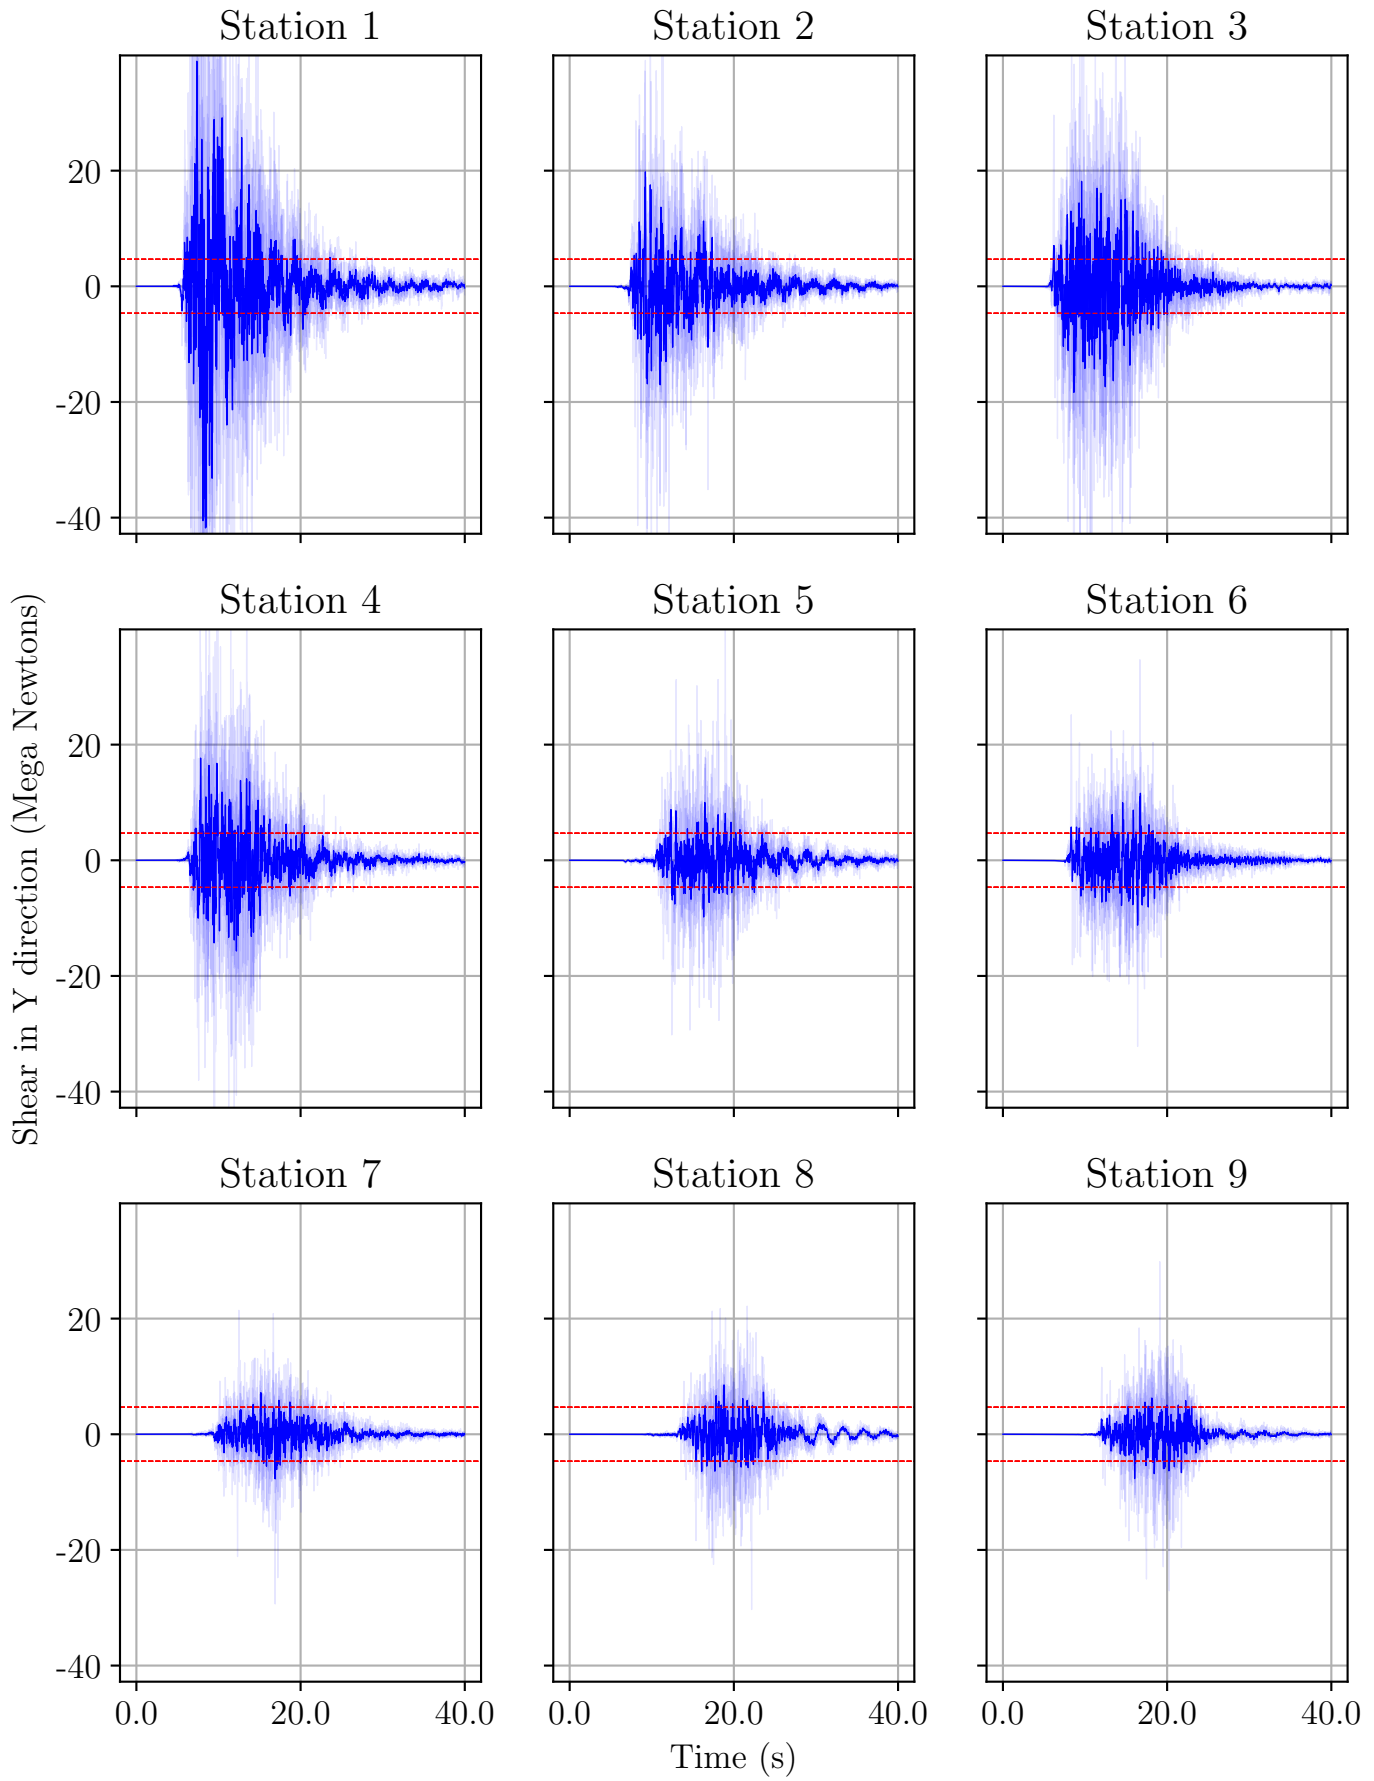 Station 1
Station 2
Station 3
20
0
-20
-40
Station 4
Station 5
Station 6
Shear in Y direction (Mega Newtons)
20
0
-20
-40
Station 7
Station 8
Station 9
20
0
-20
-40
0.0 20.0 40.0
0.0 20.0 40.0
0.0 20.0 40.0
Time (s)